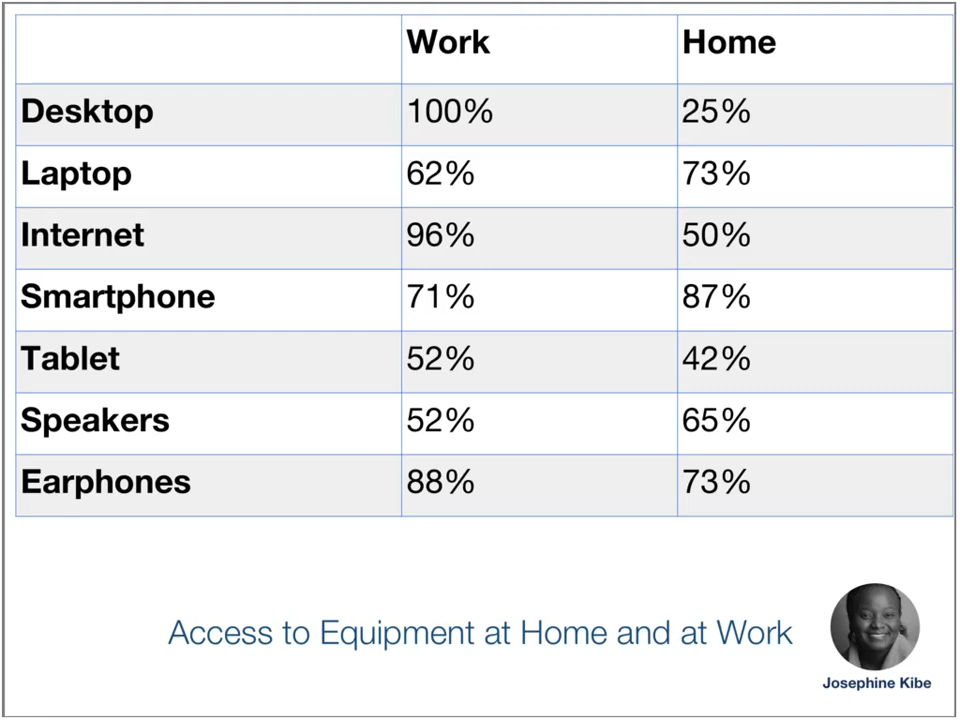 Work Home
Desktop 100% 25%
Laptop 62% 73%
Internet 96% 50%
Smartphone 71% 87%
Tablet 52% 42%
Speakers 52% 65%
Earphones 88% 73%
Access to Equipment at Home and at Work
Josephine Kibe